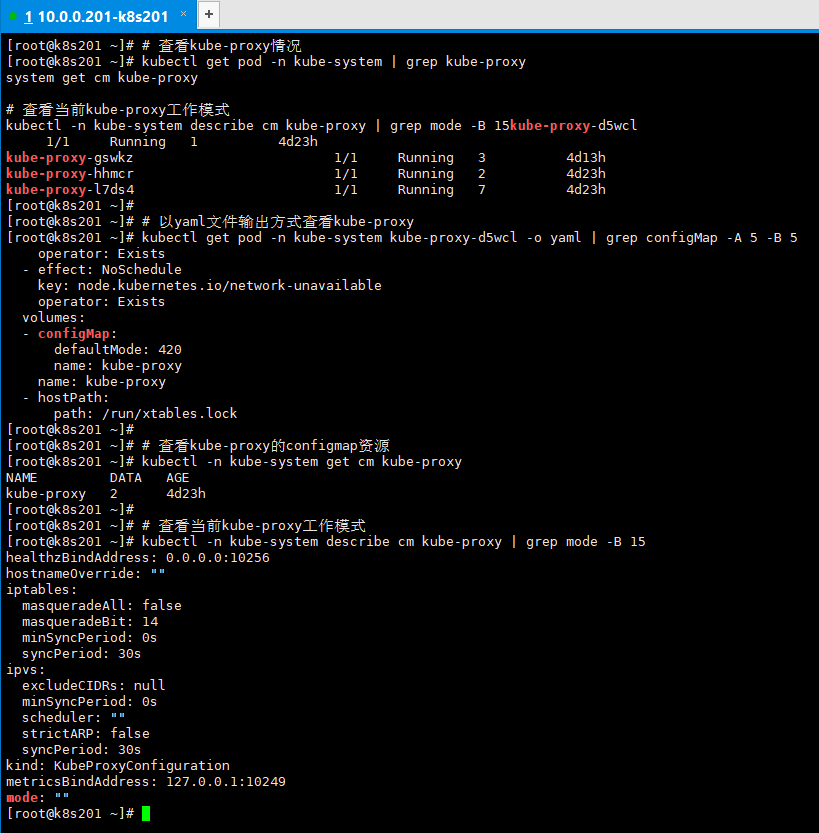 1 10.0.0.201-k8s201 × +
[root@k8s201 ~]# # 查看kube-proxy情况
[root@k8s201 ~]# kubectl get pod -n kube-system | grep kube-proxy
system get cm kube-proxy
# 查看当前kube-proxy工作模式
kubectl -n kube-system describe cm kube-proxy | grep mode -B 15kube-proxy-d5wcl
     1/1     Running   1          4d23h
kube-proxy-gswkz                         1/1     Running   3          4d13h
kube-proxy-hhmcr                         1/1     Running   2          4d23h
kube-proxy-l7ds4                         1/1     Running   7          4d23h
[root@k8s201 ~]#
[root@k8s201 ~]# # 以yaml文件输出方式查看kube-proxy
[root@k8s201 ~]# kubectl get pod -n kube-system kube-proxy-d5wcl -o yaml | grep configMap -A 5 -B 5
    operator: Exists
  - effect: NoSchedule
    key: node.kubernetes.io/network-unavailable
    operator: Exists
  volumes:
  - configMap:
      defaultMode: 420
      name: kube-proxy
    name: kube-proxy
  - hostPath:
      path: /run/xtables.lock
[root@k8s201 ~]#
[root@k8s201 ~]# # 查看kube-proxy的configmap资源
[root@k8s201 ~]# kubectl -n kube-system get cm kube-proxy
NAME         DATA   AGE
kube-proxy   2      4d23h
[root@k8s201 ~]#
[root@k8s201 ~]# # 查看当前kube-proxy工作模式
[root@k8s201 ~]# kubectl -n kube-system describe cm kube-proxy | grep mode -B 15
healthzBindAddress: 0.0.0.0:10256
hostnameOverride: ""
iptables:
  masqueradeAll: false
  masqueradeBit: 14
  minSyncPeriod: 0s
  syncPeriod: 30s
ipvs:
  excludeCIDRs: null
  minSyncPeriod: 0s
  scheduler: ""
  strictARP: false
  syncPeriod: 30s
kind: KubeProxyConfiguration
metricsBindAddress: 127.0.0.1:10249
mode: ""
[root@k8s201 ~]#